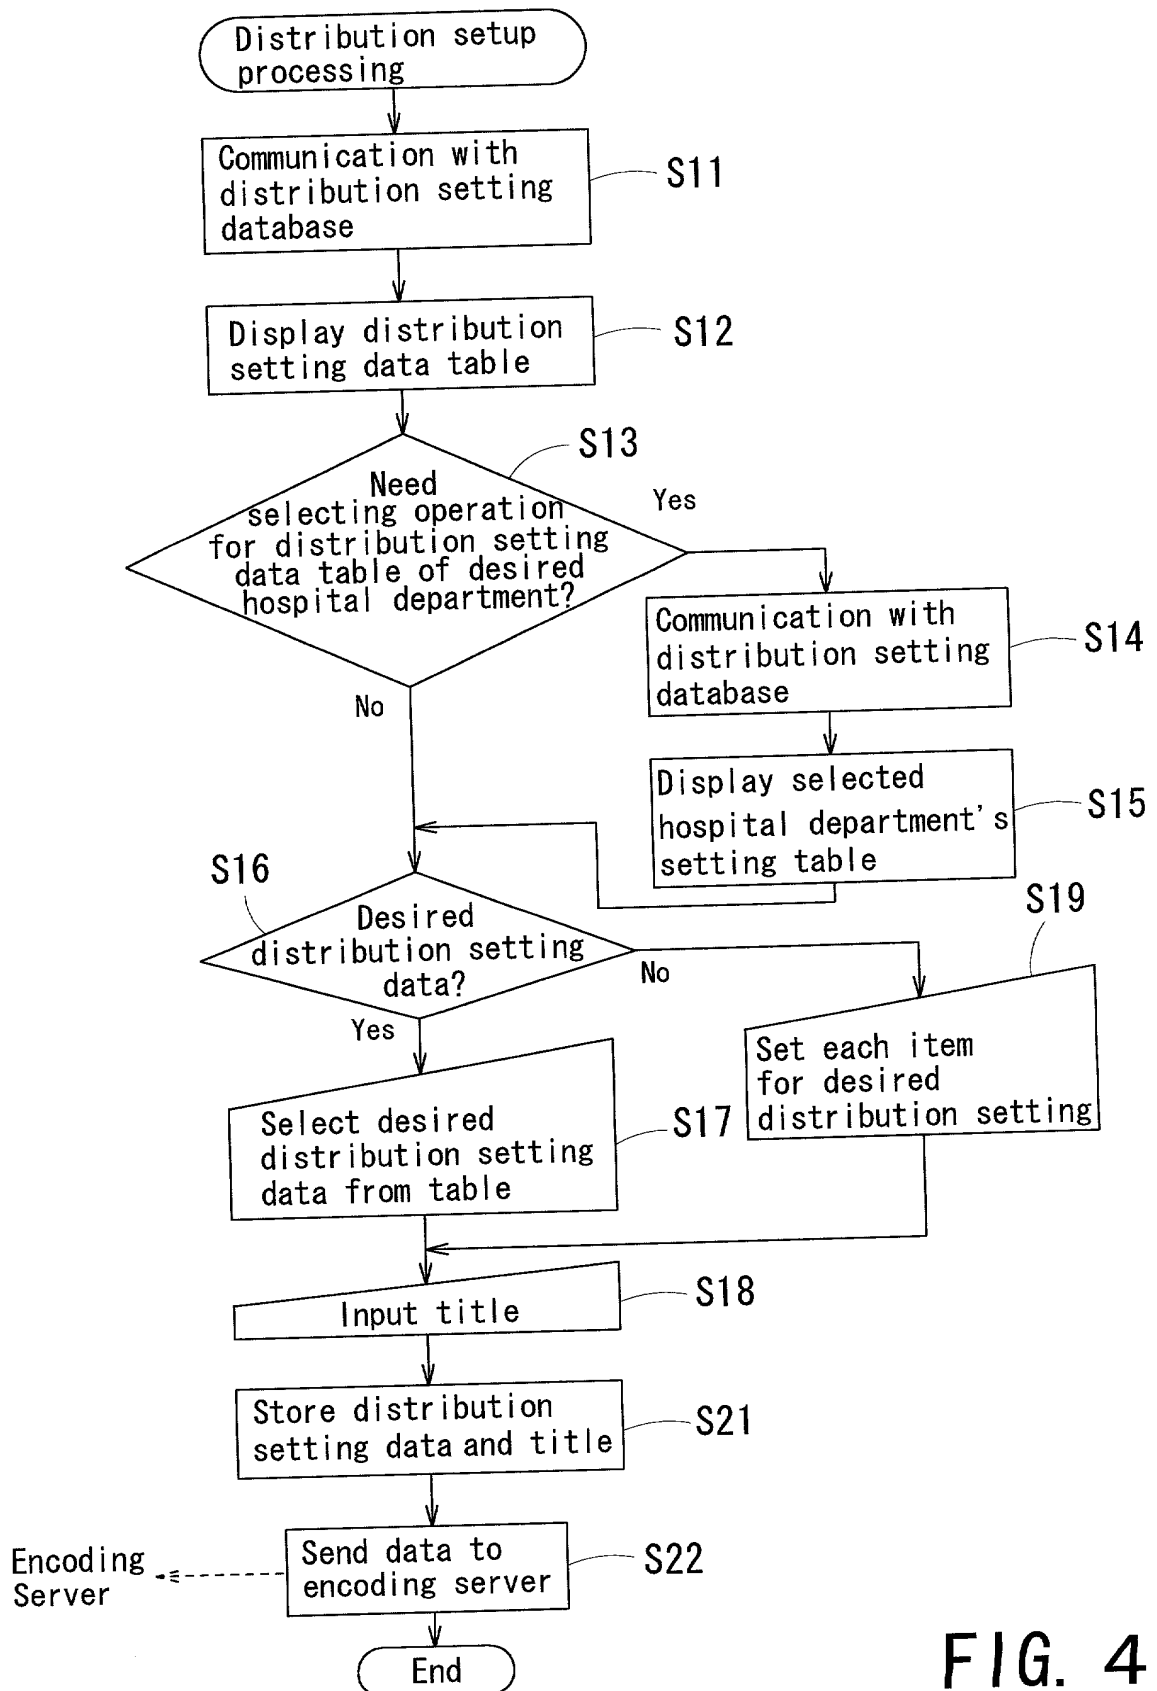 Distribution setup
processing
Communication with
distribution setting
database
S11
Display distribution
setting data table
S12
S13
Need
selecting operation
for distribution setting
data table of desired
hospital department?
Yes
No
Communication with
distribution setting
database
S14
Display selected
hospital department's
setting table
S15
S16
Desired
distribution setting
data?
No
Yes
S19
Set each item
for desired
distribution setting
Select desired
distribution setting
data from table
S17
Input title
S18
Store distribution
setting data and title
S21
Send data to
encoding server
S22
Encoding
Server
End
FIG. 4